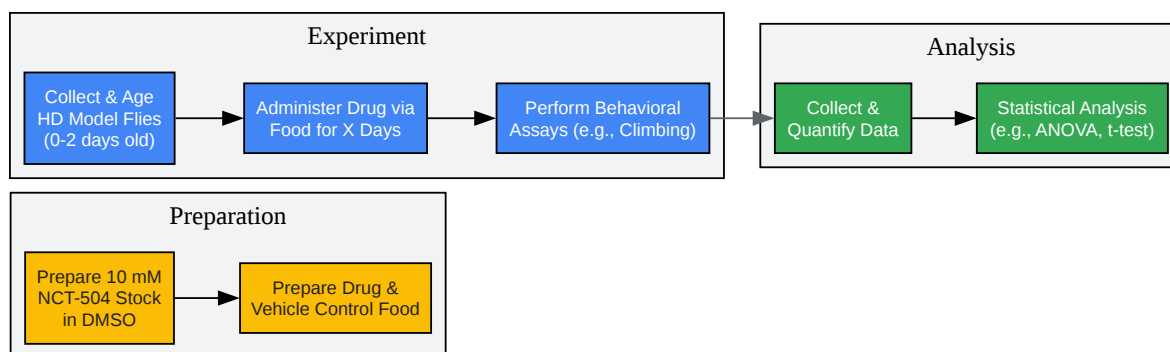 Experiment
Collect & Age
HD Model Flies
(0-2 days old)
Administer Drug via
Food for X Days
Perform Behavioral
Assays (e.g., Climbing)
Analysis
Collect &
Quantify Data
Statistical Analysis
(e.g., ANOVA, t-test)
Preparation
Prepare 10 mM
NCT-504 Stock
in DMSO
Prepare Drug &
Vehicle Control Food